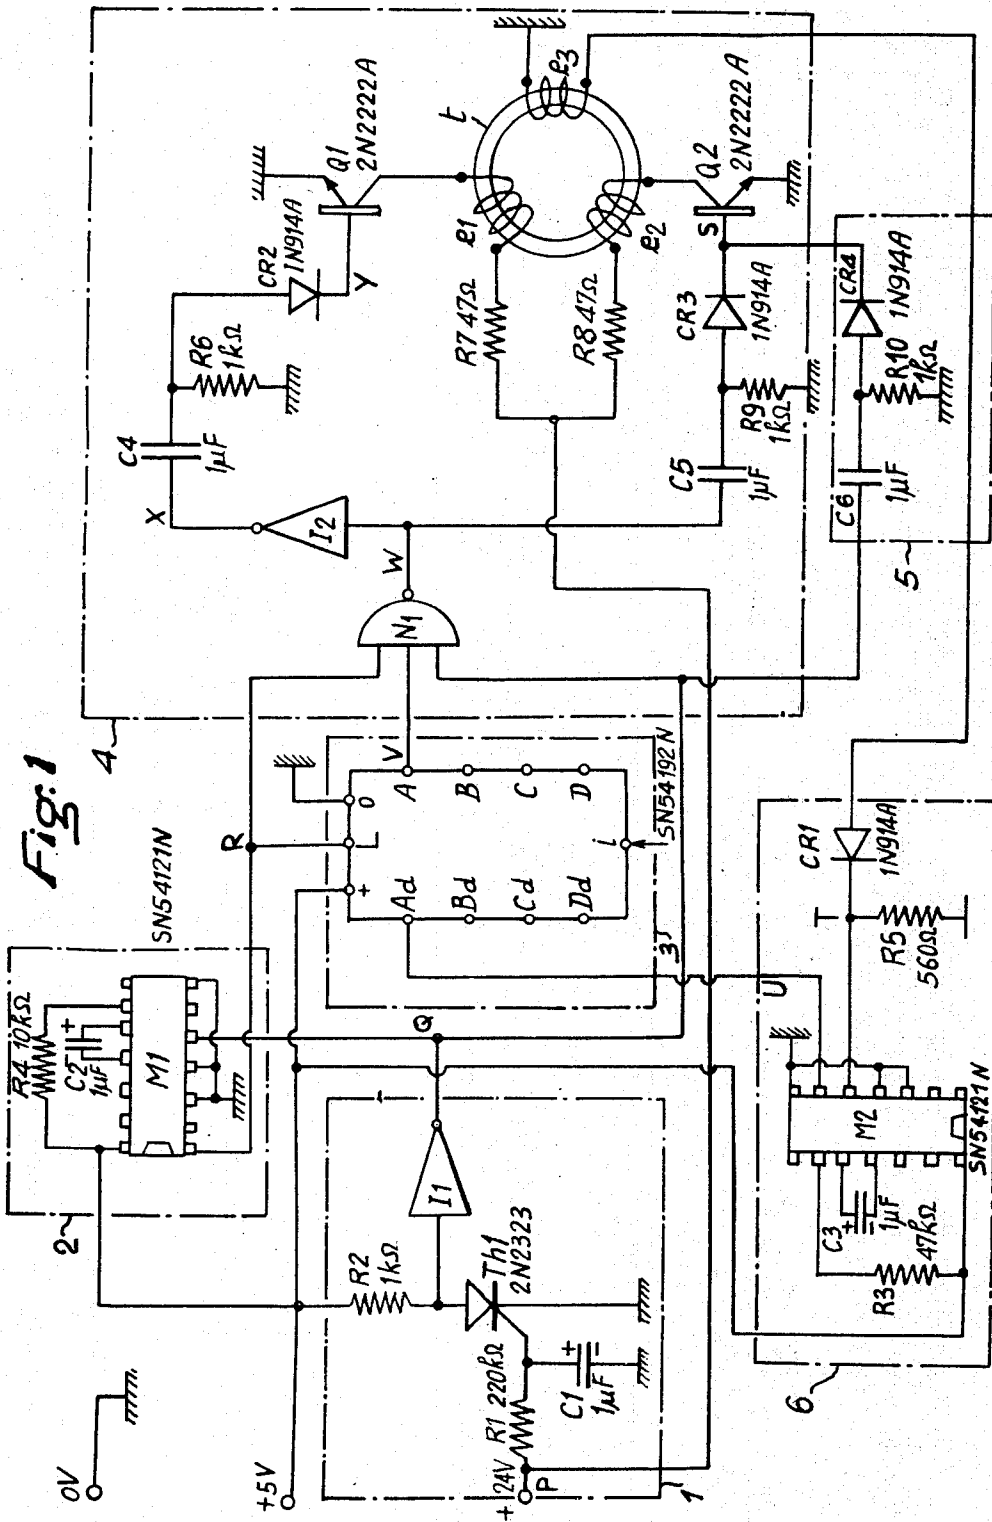 Fig. 1
0V
+5V
+ 24V
P
R1 220kΩ
C1
1µF
+
−
R2
1kΩ
Th1
2N2323
I1
1
2
R4 10kΩ
C2
1µF
+
M1
SN54121N
Q
R
3
+
−
0
Ad
Bd
Cd
Dd
A
B
C
D
i
SN54192N
U
V
4
N1
W
I2
X
C4
1µF
R6
1kΩ
CR2
1N914A
Y
Q1
2N2222A
t
e1
e2
e3
R7 47Ω
R8 47Ω
C5
1µF
R9
1kΩ
CR3
1N914A
S
Q2
2N2222A
5
C6
1µF
R10
1kΩ
CR4
1N914A
6
CR1
1N914A
R5
560Ω
M2
SN54121N
C3
+
−
1µF
R3
47kΩ